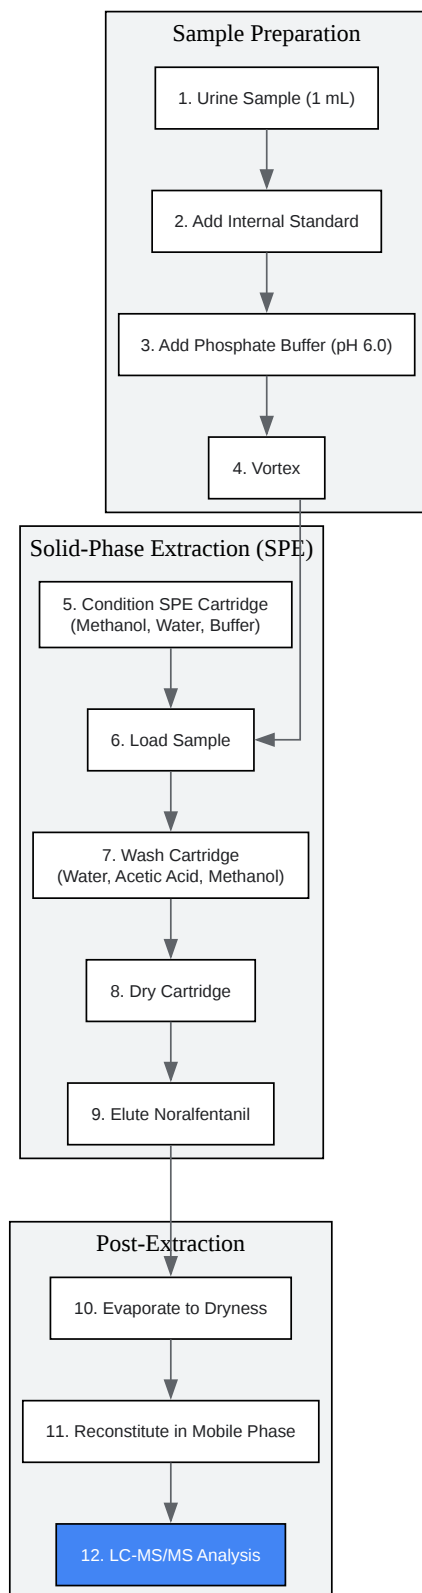 Sample Preparation
1. Urine Sample (1 mL)
2. Add Internal Standard
3. Add Phosphate Buffer (pH 6.0)
4. Vortex
Solid-Phase Extraction (SPE)
5. Condition SPE Cartridge
(Methanol, Water, Buffer)
6. Load Sample
7. Wash Cartridge
(Water, Acetic Acid, Methanol)
8. Dry Cartridge
9. Elute Noralfentanil
Post-Extraction
10. Evaporate to Dryness
11. Reconstitute in Mobile Phase
12. LC-MS/MS Analysis